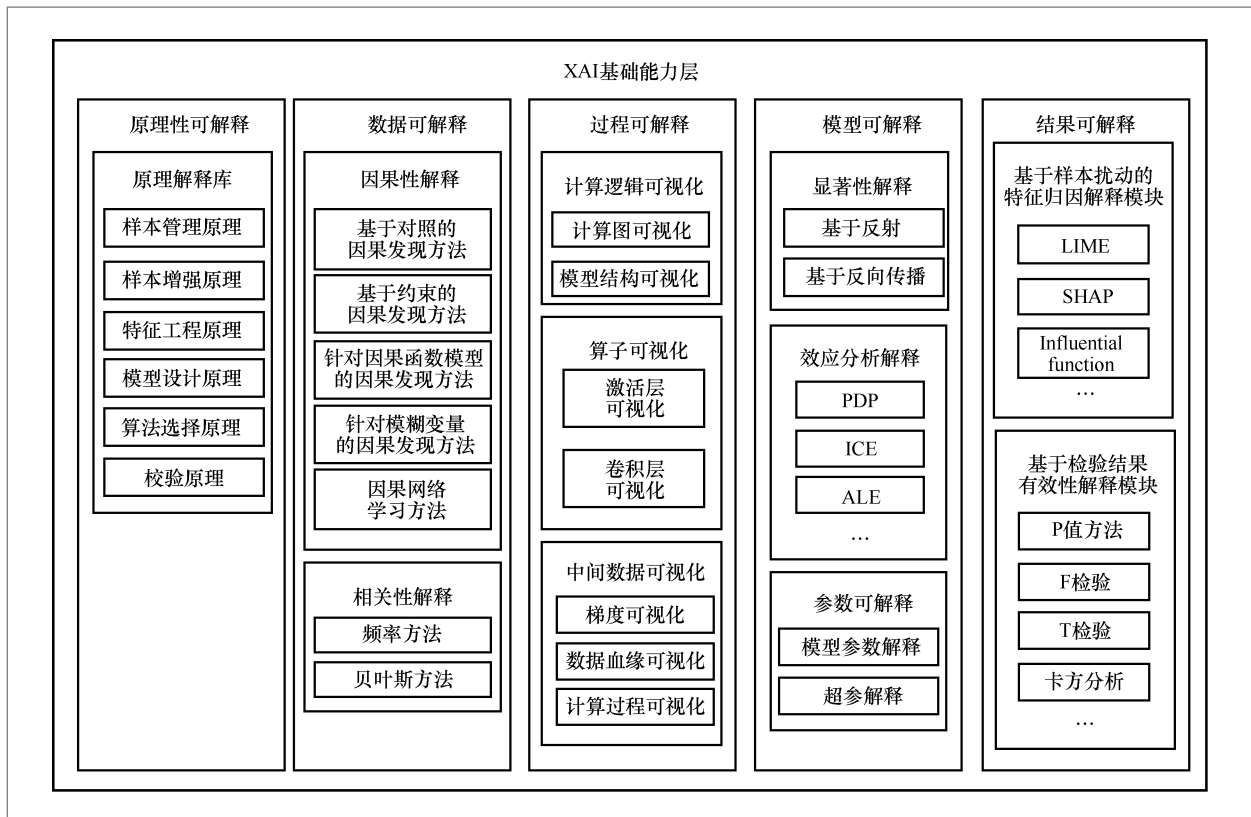 XAI基础能力层
原理性可解释
原理解释库
样本管理原理
样本增强原理
特征工程原理
模型设计原理
算法选择原理
校验原理
数据可解释
因果性解释
基于对照的
因果发现方法
基于约束的
因果发现方法
针对因果函数模型
的因果发现方法
针对模糊变量
的因果发现方法
因果网络
学习方法
相关性解释
频率方法
贝叶斯方法
过程可解释
计算逻辑可视化
计算图可视化
模型结构可视化
算子可视化
激活层
可视化
卷积层
可视化
中间数据可视化
梯度可视化
数据血缘可视化
计算过程可视化
模型可解释
显著性解释
基于反射
基于反向传播
效应分析解释
PDP
ICE
ALE
…
参数可解释
模型参数解释
超参解释
结果可解释
基于样本扰动的
特征归因解释模块
LIME
SHAP
Influential
function
…
基于检验结果
有效性解释模块
P值方法
F检验
T检验
卡方分析
…